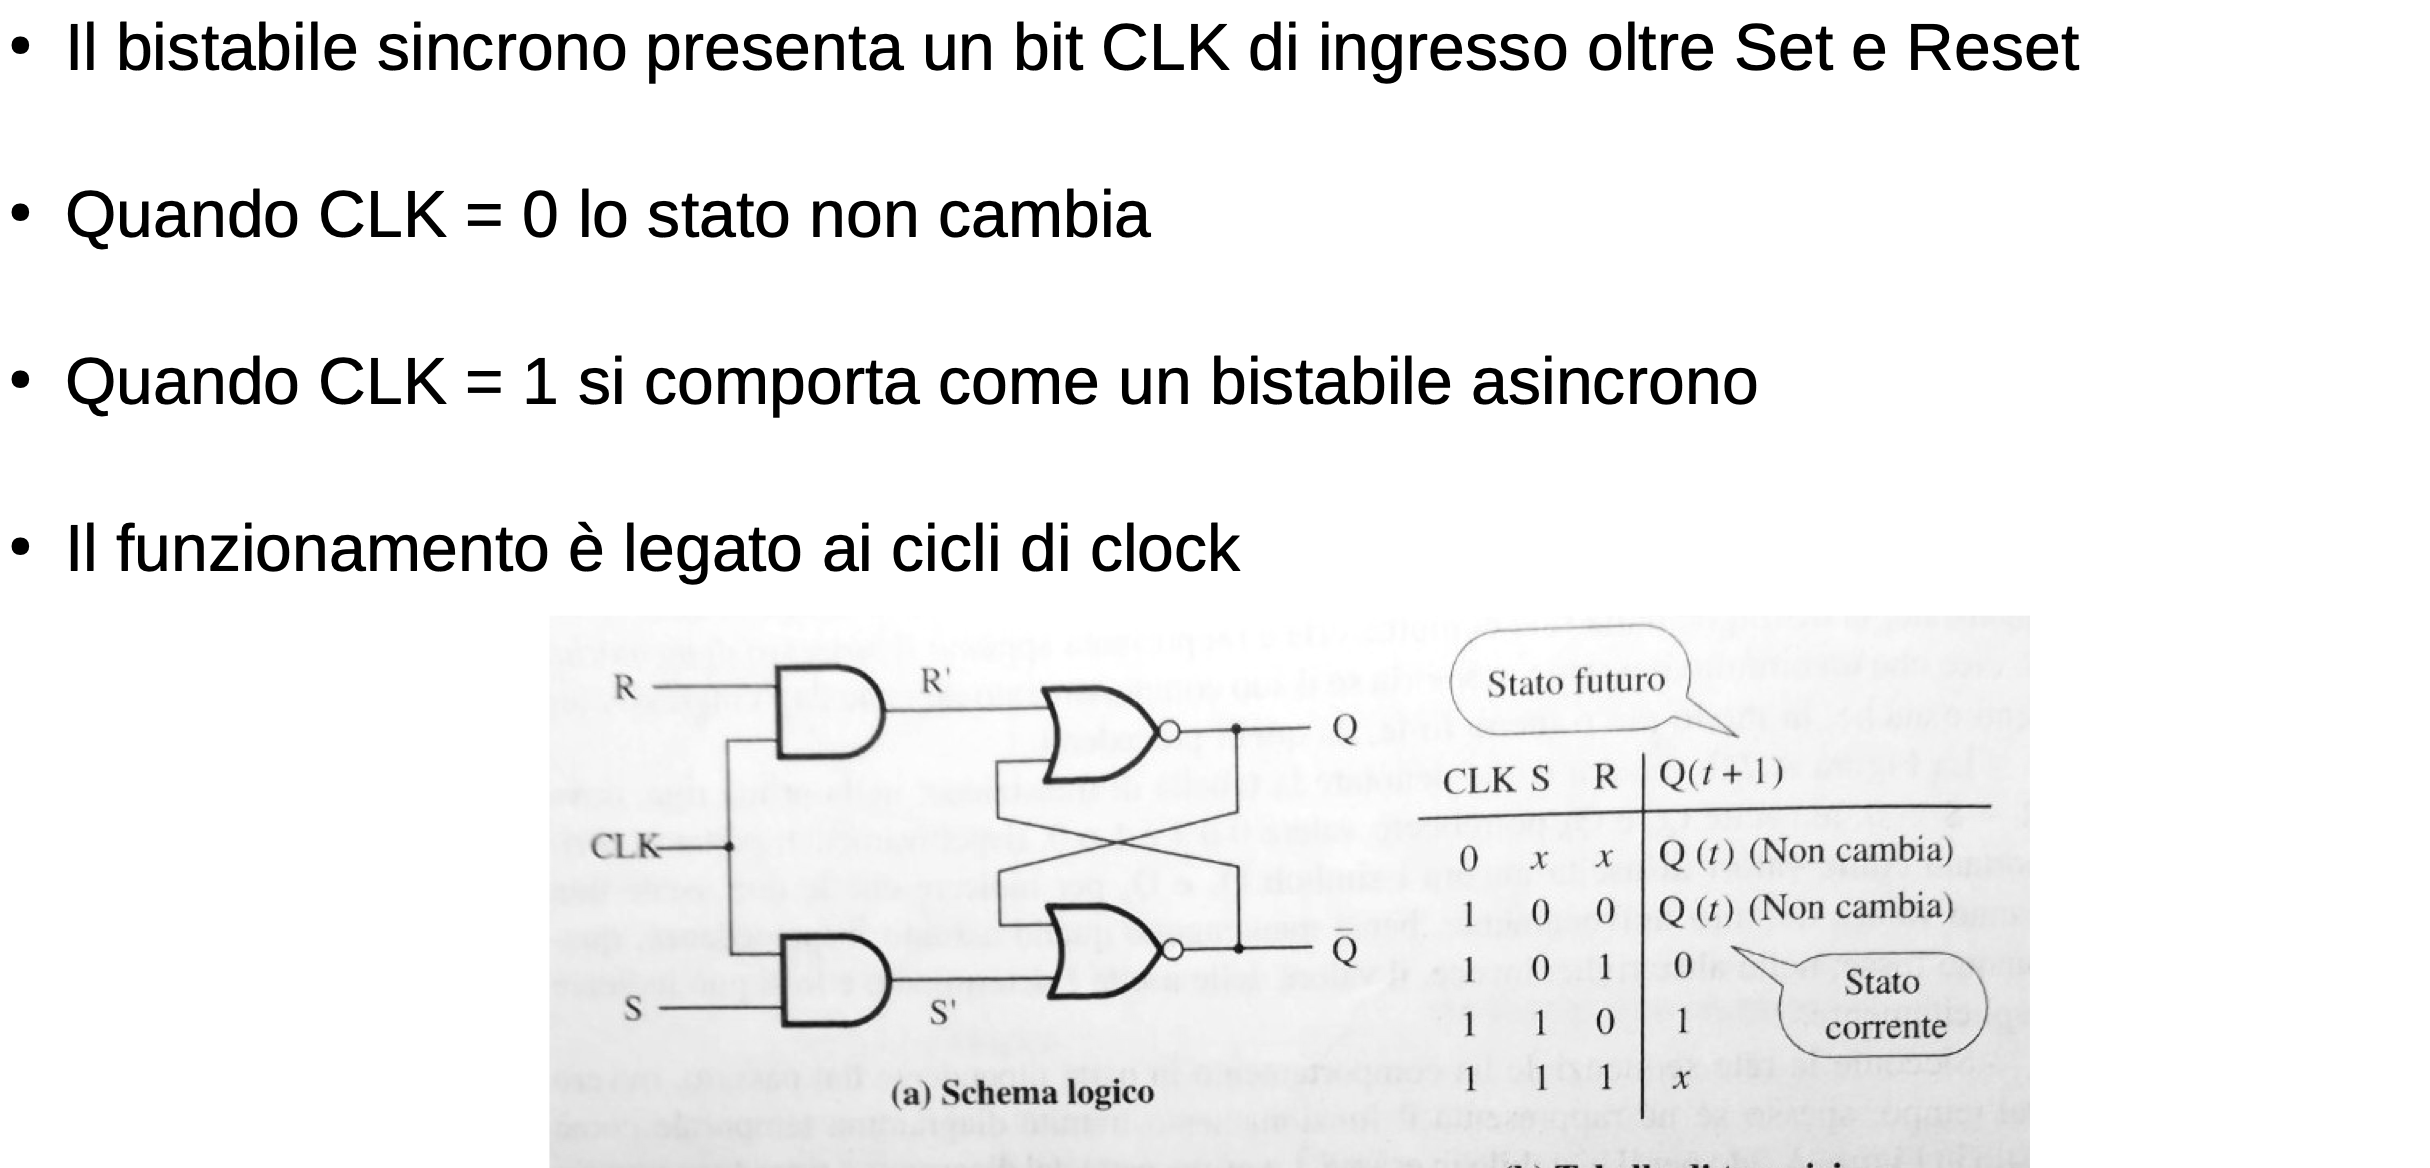 • Il bistabile sincrono presenta un bit CLK di ingresso oltre Set e Reset
• Quando CLK = 0 lo stato non cambia
• Quando CLK = 1 si comporta come un bistabile asincrono
• Il funzionamento è legato ai cicli di clock
R
R'
Q
CLK
S
S'
Q̄
(a) Schema logico
Stato futuro
CLK S R Q(t + 1)
0 x x Q (t) (Non cambia)
1 0 0 Q (t) (Non cambia)
1 0 1 0
1 1 0 1
1 1 1 x
Stato
corrente